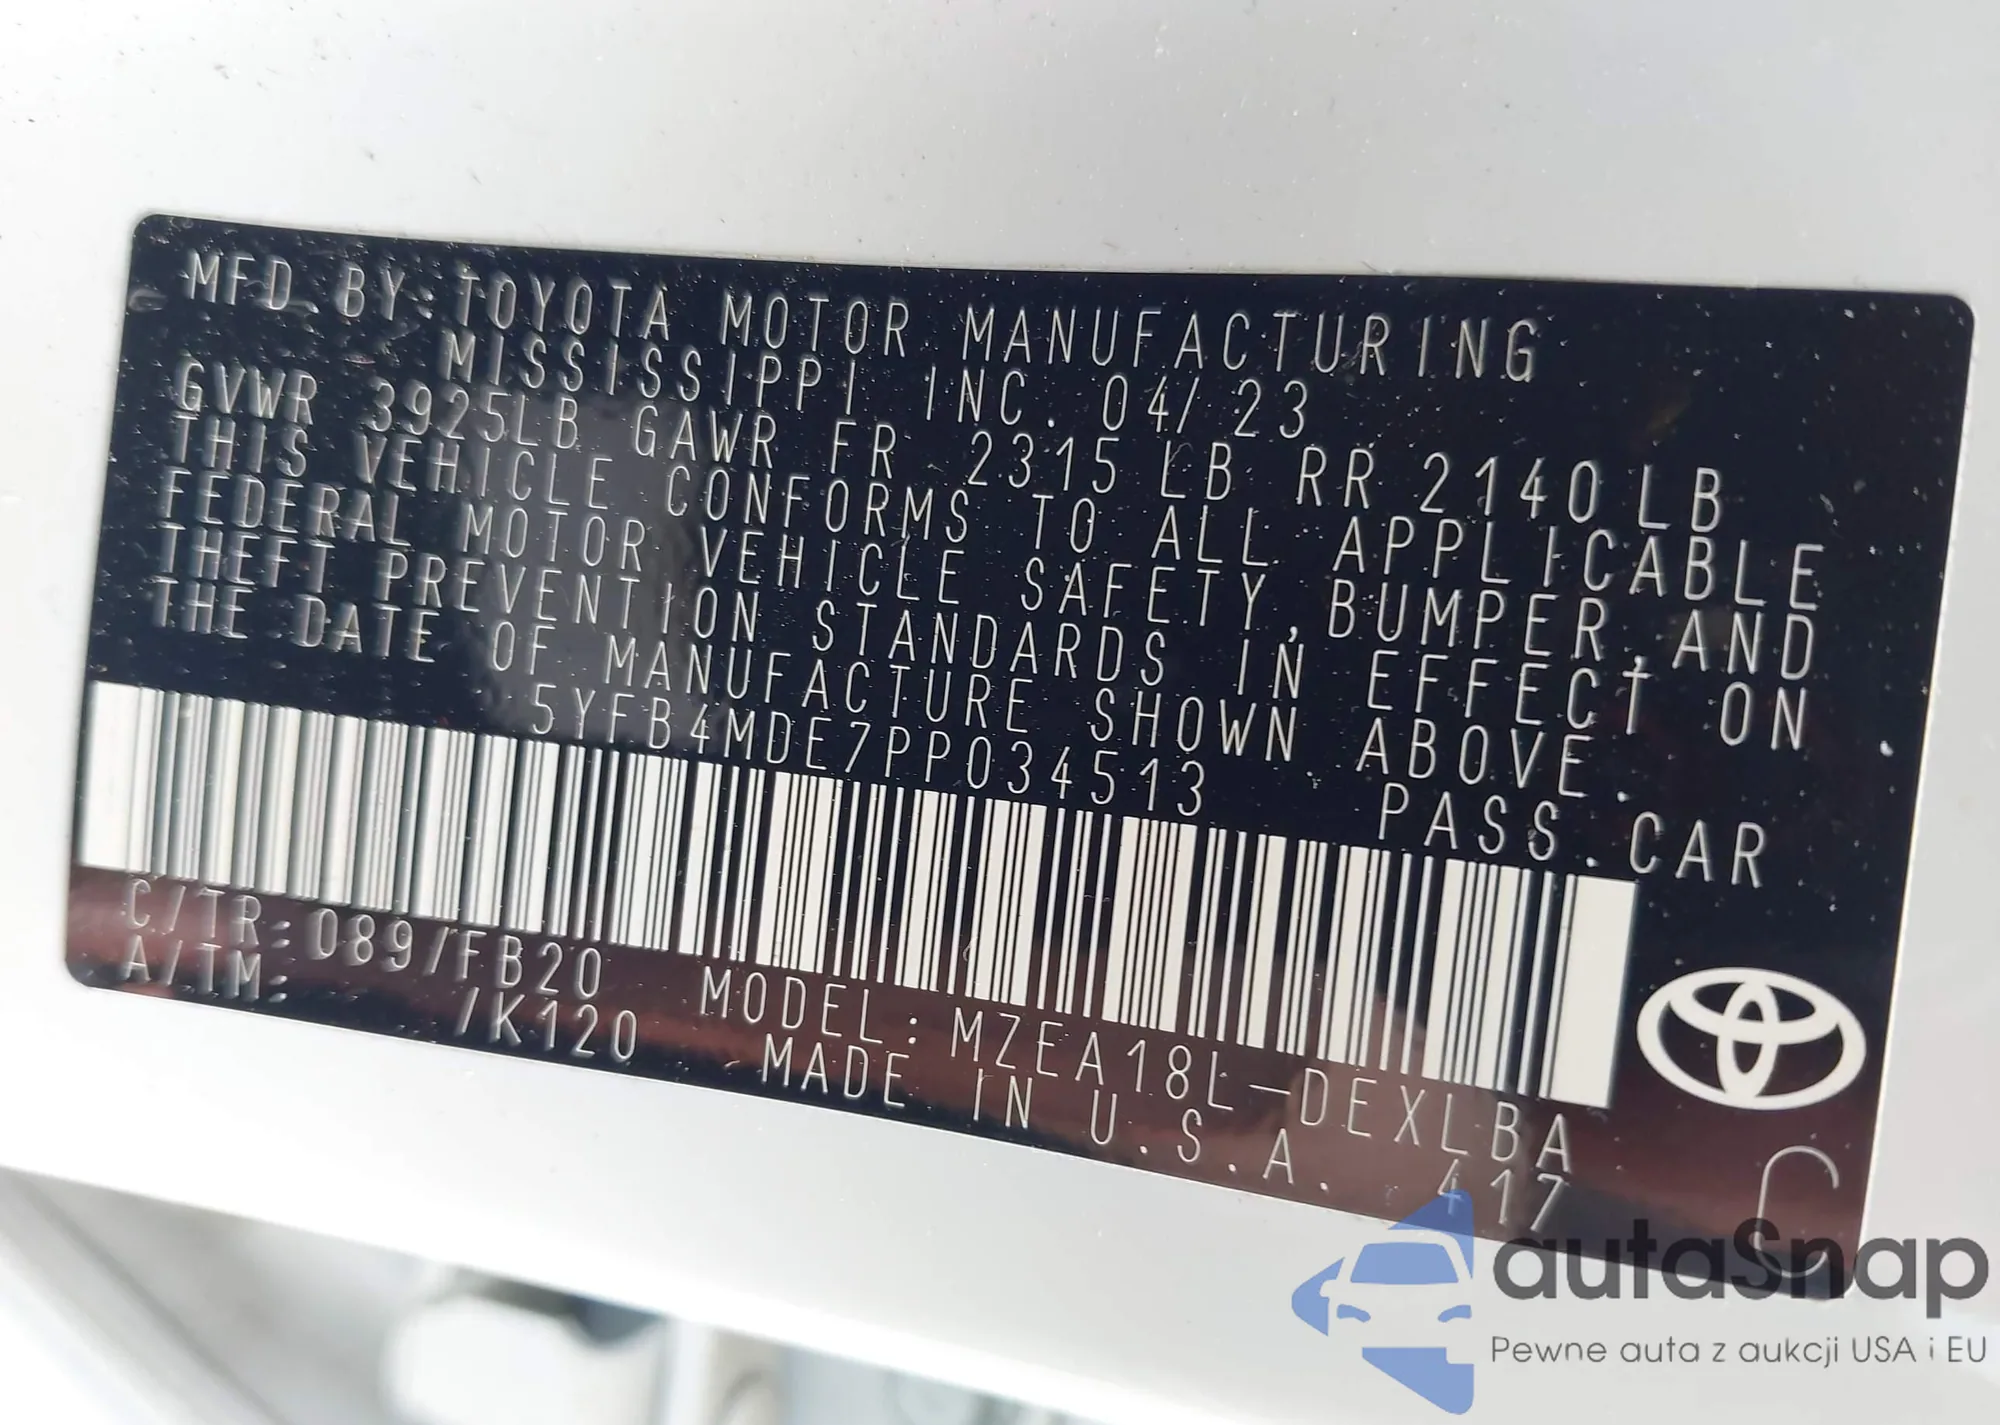 MFD.BY:TOYOTA MOTOR MANUFACTURING
MISSISSIPPI INC. 04/23
GVWR 3925LB GAWR FR 2315LB RR 2140LB
THIS VEHICLE CONFORMS TO ALL APPLICABLE
FEDERAL MOTOR VEHICLE SAFETY,BUMPER,AND
THEFT PREVENTION STANDARDS IN EFFECT ON
THE DATE OF MANUFACTURE SHOWN ABOVE.
5YFB4MDE7PP034513 PASS.CAR
C/TR:089/FB20 MODEL:MZEA18L-DEXLBA
A/TM: /K120 MADE IN U.S.A. 417
autaSnap
Pewne auta z aukcji USA i EU